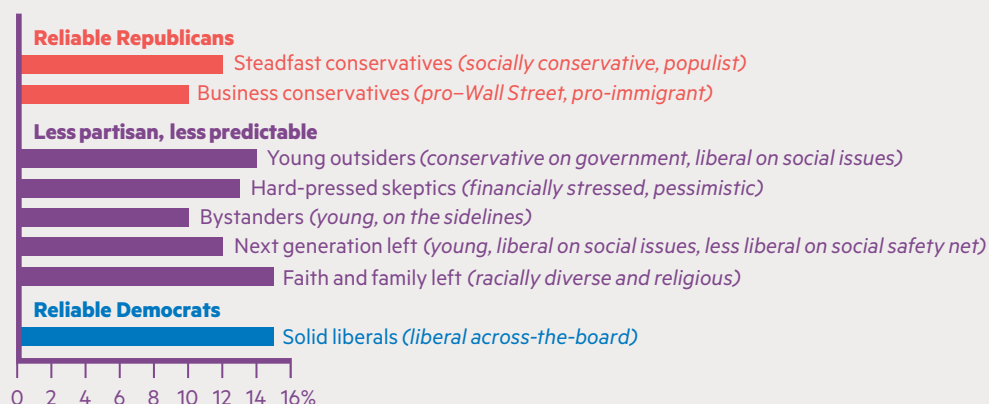 Reliable Republicans
Steadfast conservatives (socially conservative, populist)
Business conservatives (pro–Wall Street, pro-immigrant)
Less partisan, less predictable
Young outsiders (conservative on government, liberal on social issues)
Hard-pressed skeptics (financially stressed, pessimistic)
Bystanders (young, on the sidelines)
Next generation left (young, liberal on social issues, less liberal on social safety net)
Faith and family left (racially diverse and religious)
Reliable Democrats
Solid liberals (liberal across-the-board)
0 2 4 6 8 10 12 14 16%